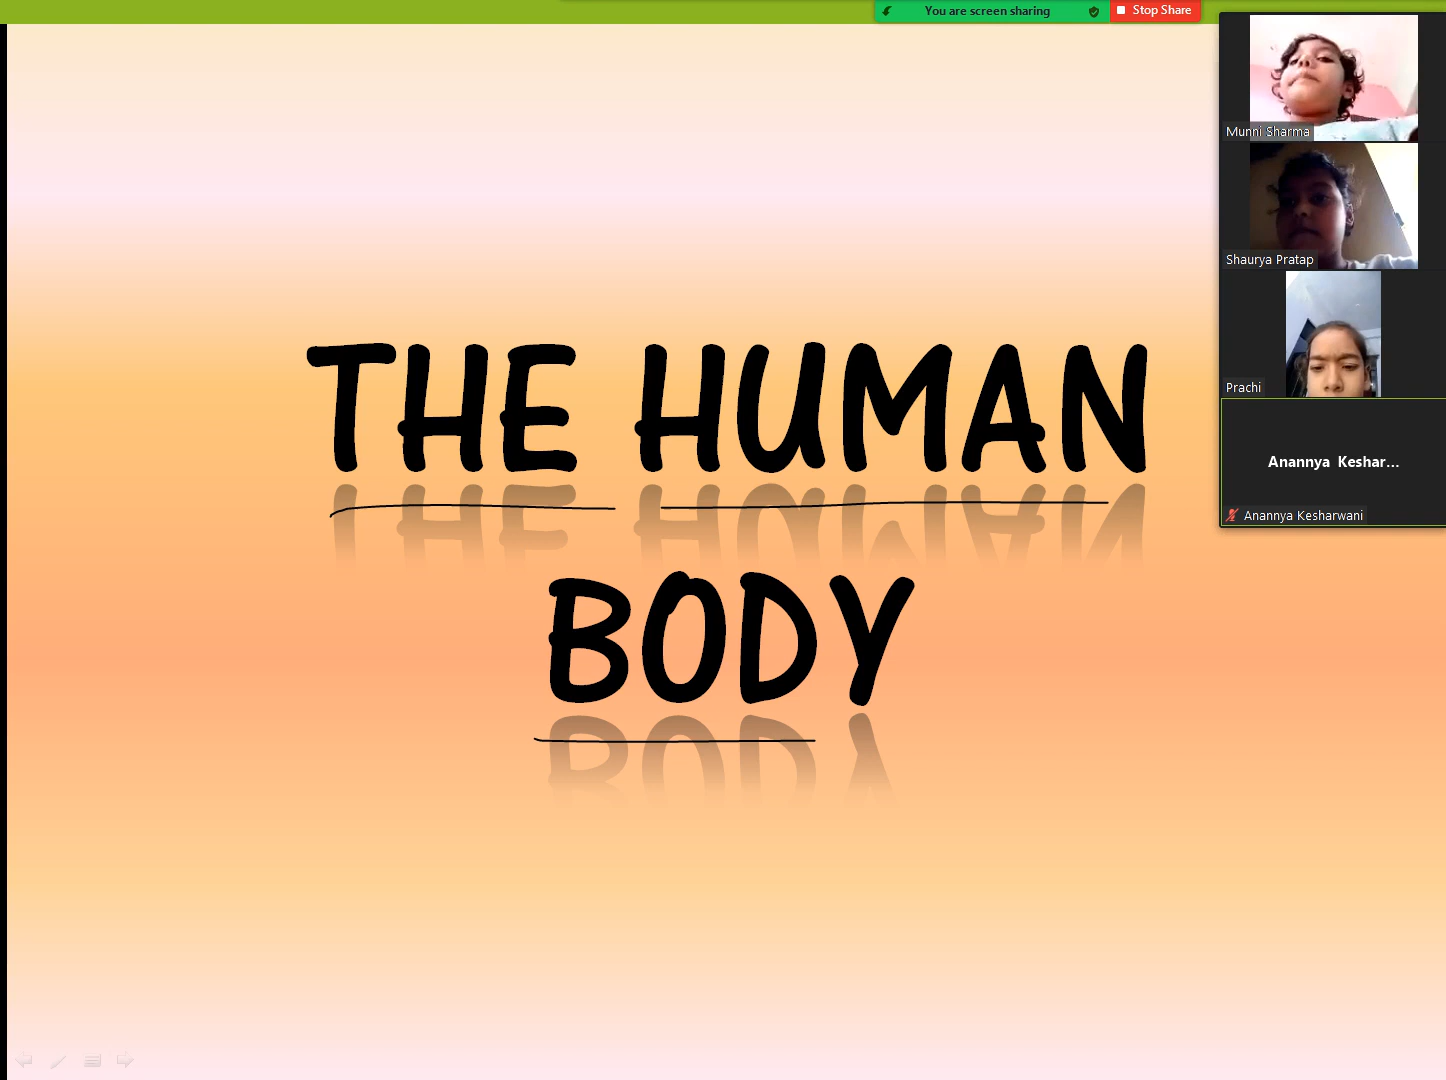 You are screen sharing
Stop Share
Munni Sharma
Shaurya Pratap
Prachi
Anannya Keshar...
Anannya Kesharwani
THE HUMAN
BODY